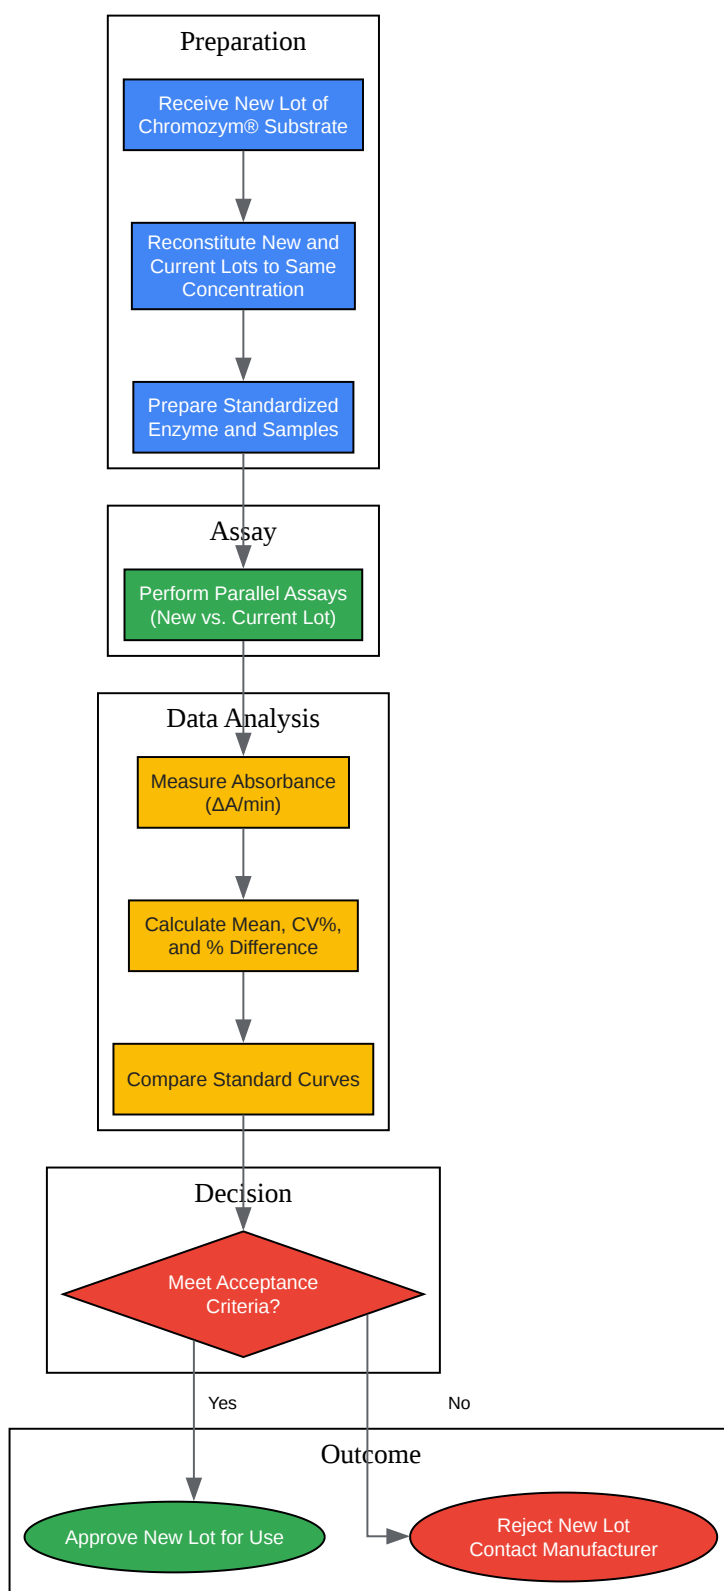 Preparation
Receive New Lot of
Chromozym® Substrate
Reconstitute New and
Current Lots to Same
Concentration
Prepare Standardized
Enzyme and Samples
Assay
Perform Parallel Assays
(New vs. Current Lot)
Data Analysis
Measure Absorbance
(ΔA/min)
Calculate Mean, CV%,
and % Difference
Compare Standard Curves
Decision
Meet Acceptance
Criteria?
Yes
No
Outcome
Approve New Lot for Use
Reject New Lot
Contact Manufacturer